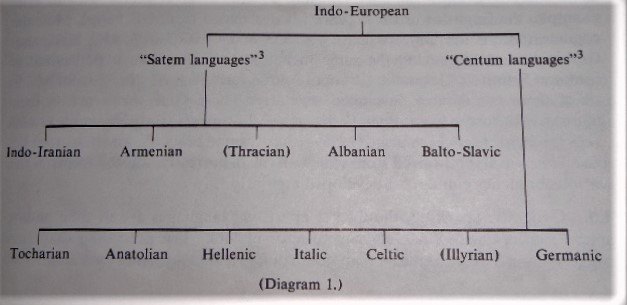 Indo-European
"Satem languages"³ "Centum languages"³
Indo-Iranian Armenian (Thracian) Albanian Balto-Slavic
Tocharian Anatolian Hellenic Italic Celtic (Illyrian) Germanic
(Diagram 1.)